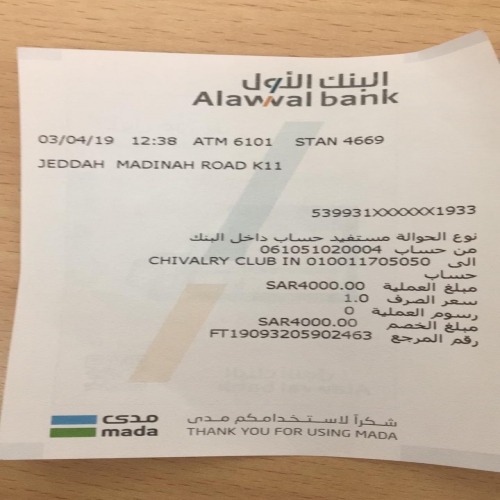 البنك الأول
Alawwal bank
03/04/19 12:38 ATM 6101 STAN 4669
JEDDAH MADINAH ROAD K11
539931XXXXXX1933
نوع الحوالة مستفيد حساب داخل البنك
من حساب 061051020004
الى CHIVALRY CLUB IN 010011705050
حساب
مبلغ العملية SAR4000.00
سعر الصرف 1.0
رسوم العملية 0
مبلغ الخصم SAR4000.00
رقم المرجع FT19093205902463
مدى mada
شكراً لاستخدامكم مدى
THANK YOU FOR USING MADA